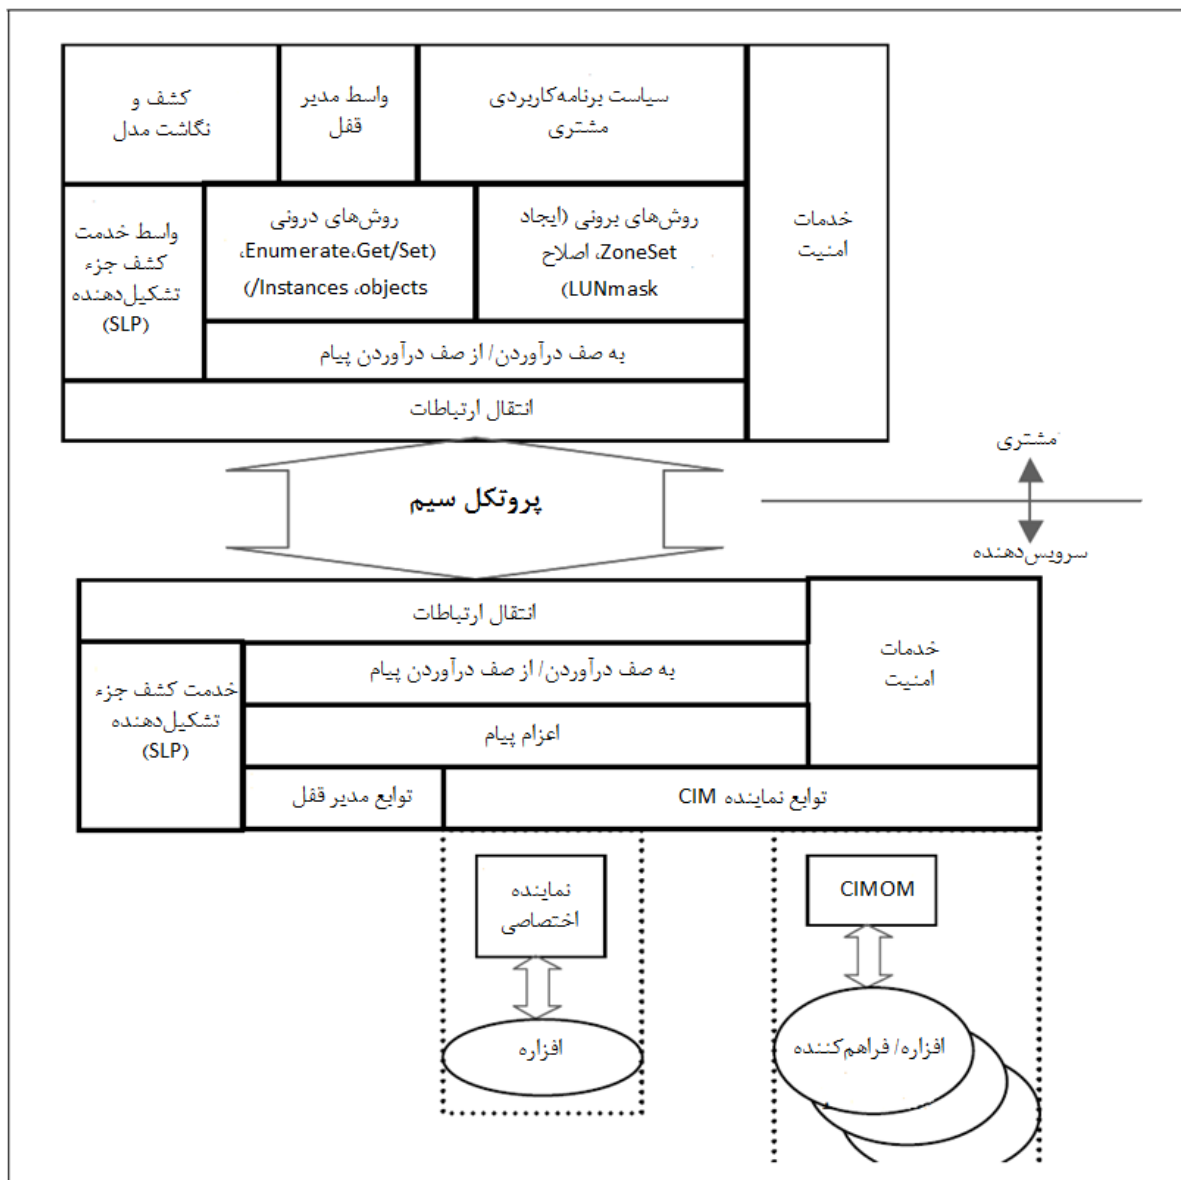 کشف و
نگاشت مدل
واسط مدیر
قفل
سیاست برنامه‌کاربردی
مشتری
خدمات
امنیت
واسط خدمت
کشف جزء
تشکیل‌دهنده
(SLP)
روش‌های درونی
(Enumerate،Get/Set،
Instances ،objects/)
روش‌های برونی (ایجاد
ZoneSet، اصلاح
LUNmask)
به صف درآوردن/ از صف درآوردن پیام
انتقال ارتباطات
مشتری
پروتکل سیم
سرویس‌دهنده
انتقال ارتباطات
خدمات
امنیت
به صف درآوردن/ از صف درآوردن پیام
خدمت کشف جزء
تشکیل‌دهنده
(SLP)
اعزام پیام
توابع مدیر قفل
توابع نماینده CIM
نماینده
اختصاصی
CIMOM
افزاره
افزاره/ فراهم‌کننده